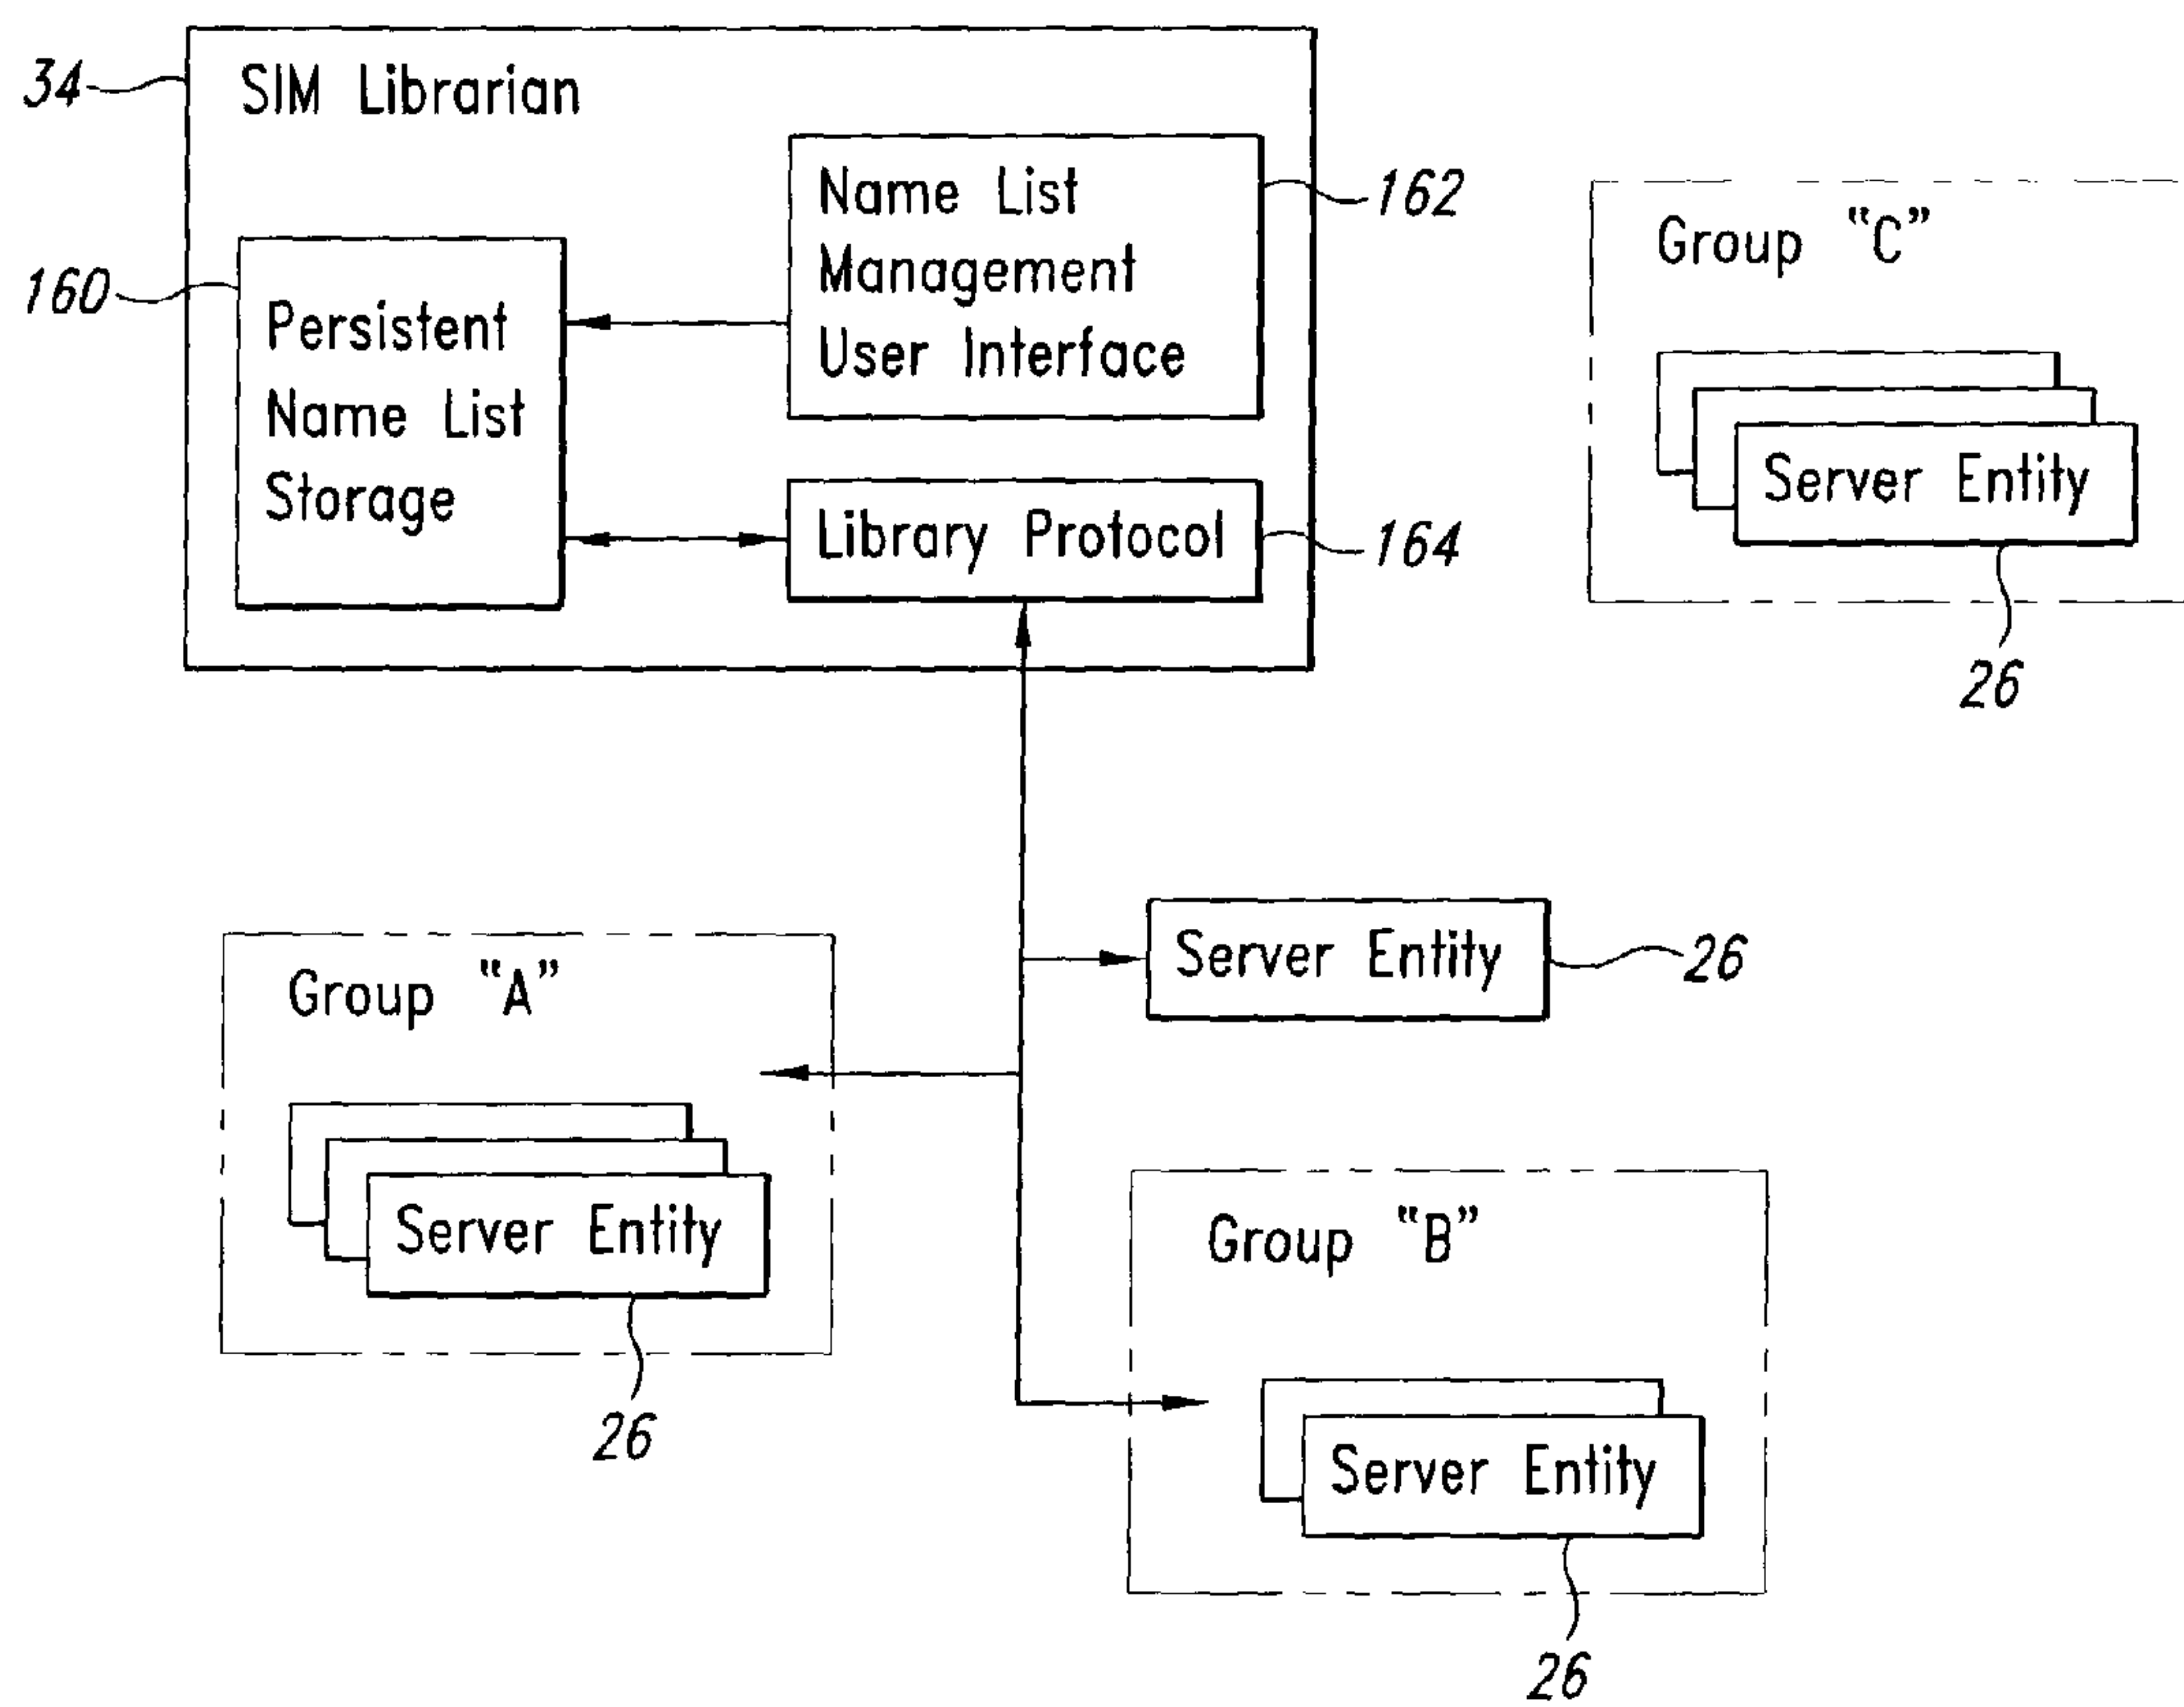 34
SIM Librarian
160
Persistent
Name List
Storage
Name List
Management
User Interface
162
Library Protocol
164
Group "C"
Server Entity
26
Server Entity
26
Group "A"
Server Entity
26
Group "B"
Server Entity
26